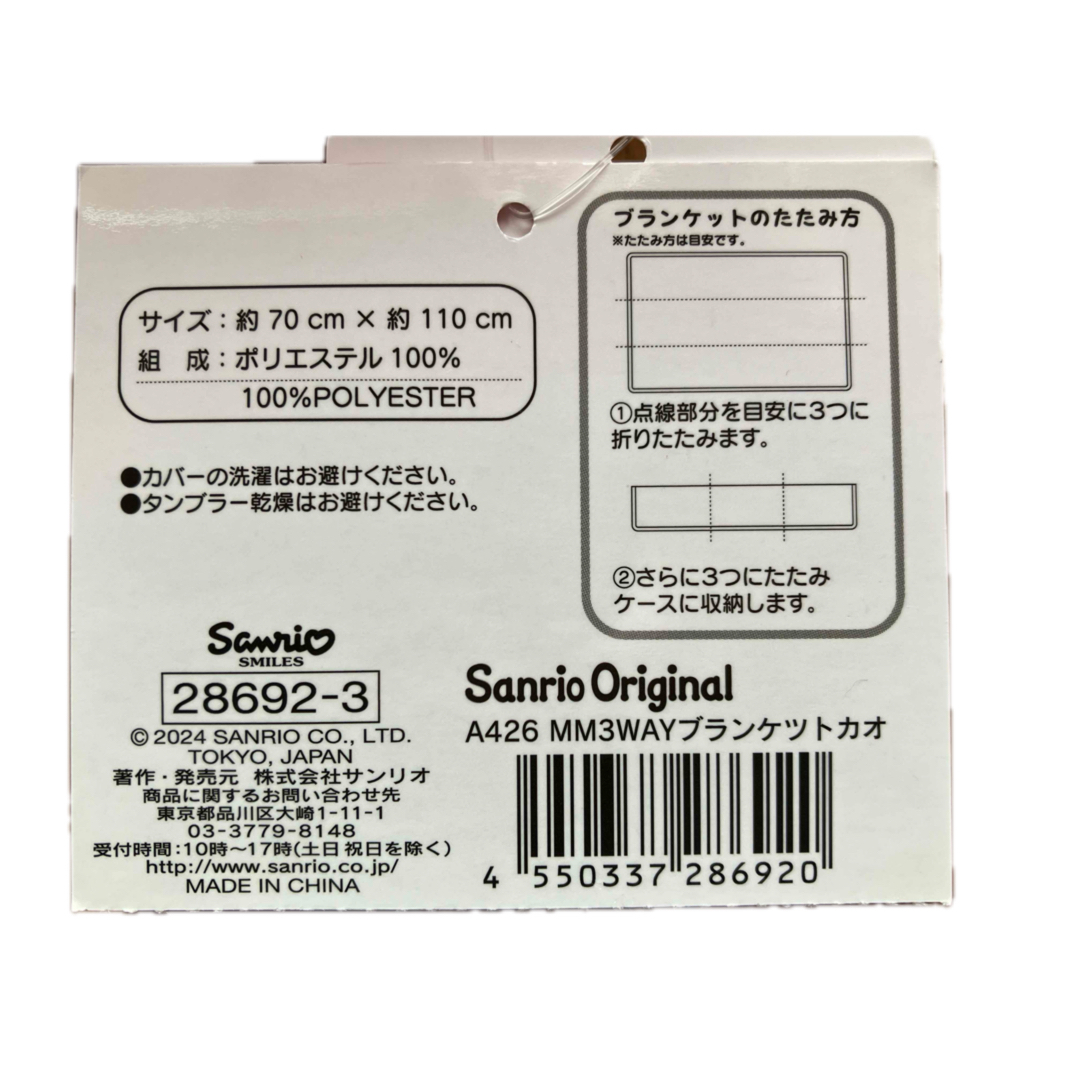 サイズ：約 70 cm × 約 110 cm
組　成：ポリエステル 100%
100%POLYESTER
●カバーの洗濯はお避けください。
●タンブラー乾燥はお避けください。
ブランケットのたたみ方
※たたみ方は目安です。
①点線部分を目安に3つに
折りたたみます。
②さらに3つにたたみ
ケースに収納します。
Sanrio
SMILES
28692-3
© 2024 SANRIO CO., LTD.
TOKYO, JAPAN
著作・発売元　株式会社サンリオ
商品に関するお問い合わせ先
東京都品川区大崎1-11-1
03-3779-8148
受付時間：10時～17時(土日祝日を除く)
http://www.sanrio.co.jp/
MADE IN CHINA
Sanrio Original
A426 MM3WAYブランケツトカオ
4 550337 286920